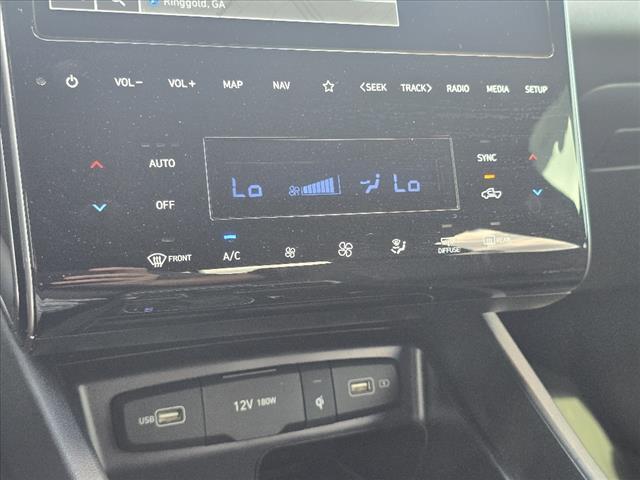 Ringgold, GA
VOL− VOL+ MAP NAV ☆ <SEEK TRACK> RADIO MEDIA SETUP
AUTO SYNC
Lo Lo
OFF
FRONT A/C DIFFUSE REAR
USB 12V 180W